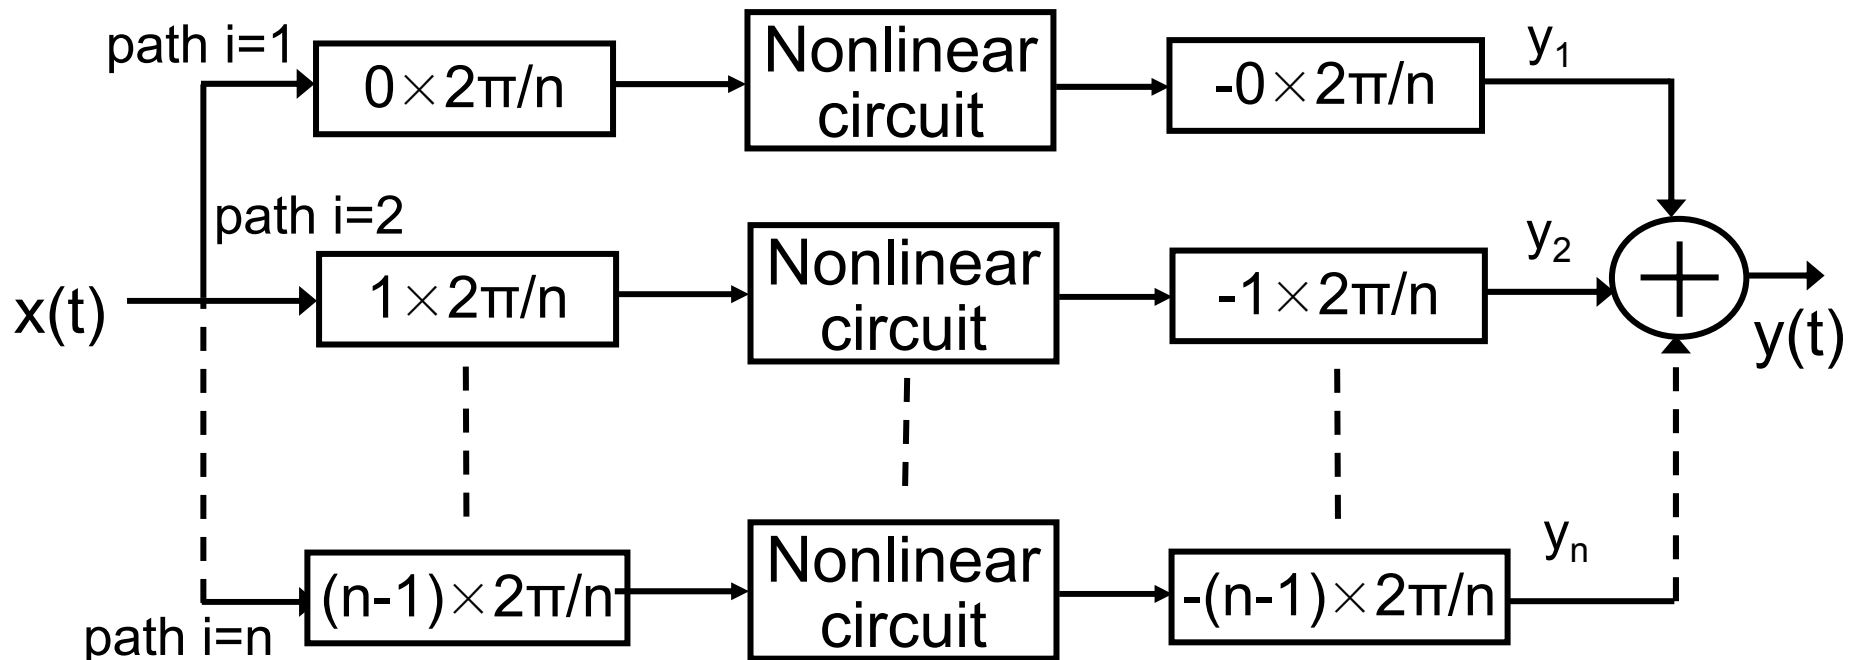 path i=1
0×2π/n
Nonlinear
circuit
-0×2π/n
y₁
path i=2
x(t)
1×2π/n
Nonlinear
circuit
-1×2π/n
y₂
y(t)
path i=n
(n-1)×2π/n
Nonlinear
circuit
-(n-1)×2π/n
yₙ